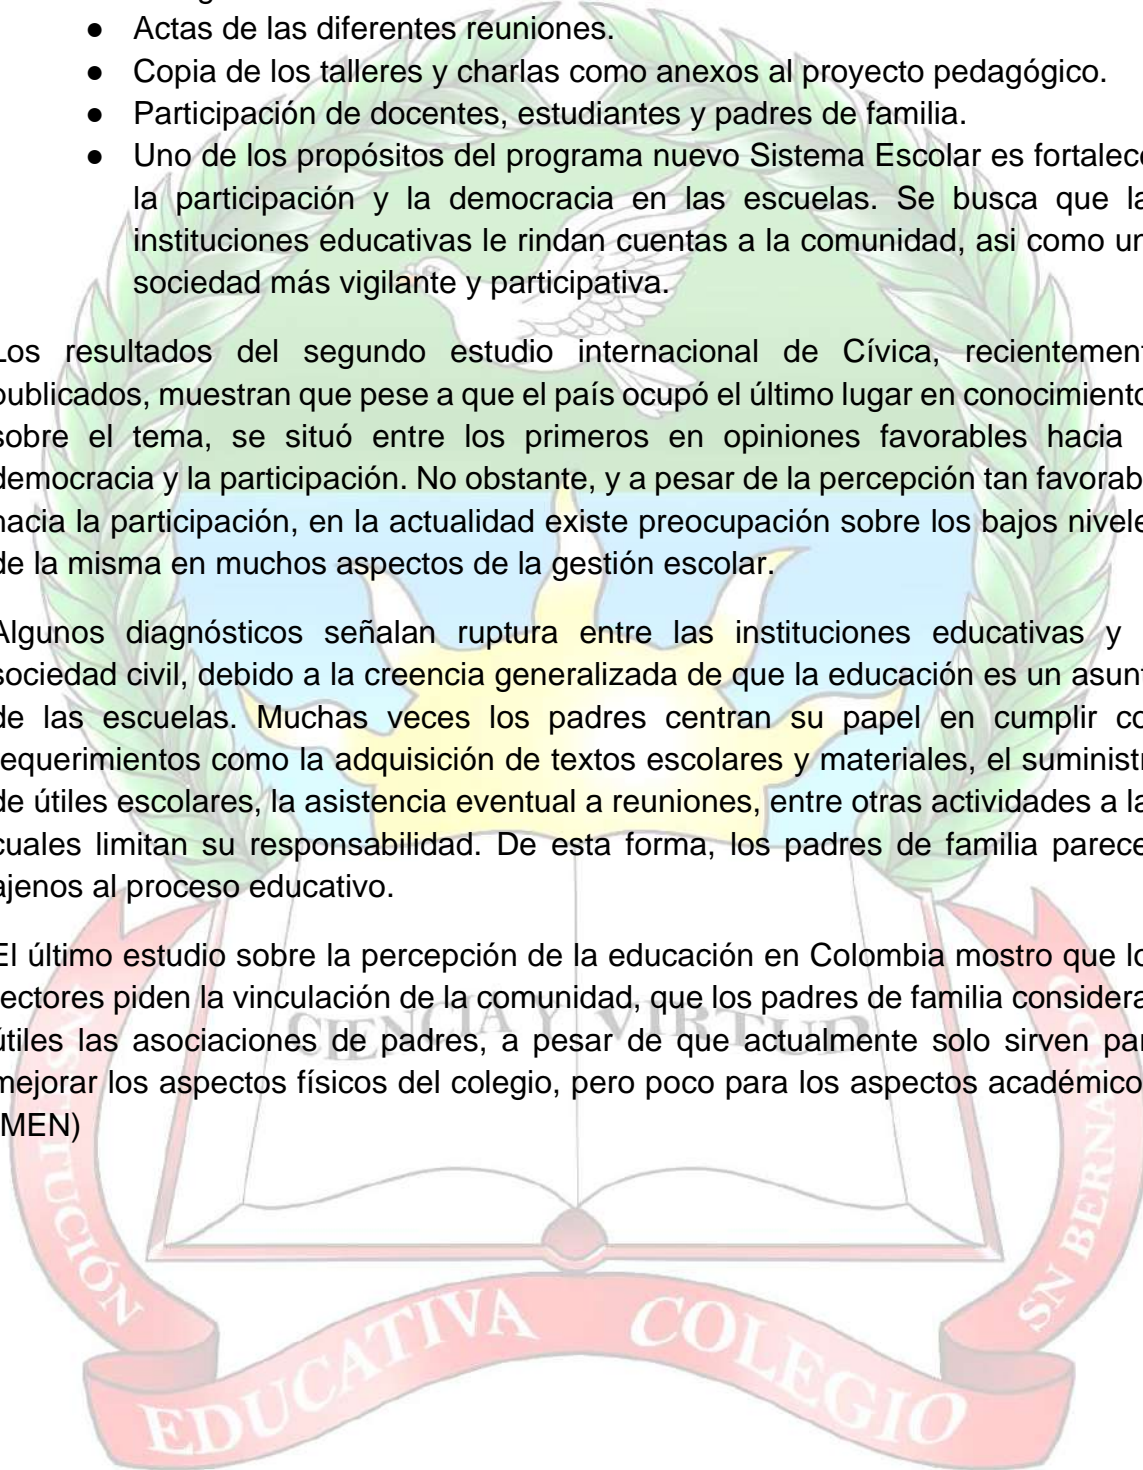 ● Actas de las diferentes reuniones.
● Copia de los talleres y charlas como anexos al proyecto pedagógico.
● Participación de docentes, estudiantes y padres de familia.
● Uno de los propósitos del programa nuevo Sistema Escolar es fortalec
la participación y la democracia en las escuelas. Se busca que la
instituciones educativas le rindan cuentas a la comunidad, asi como un
sociedad más vigilante y participativa.
Los resultados del segundo estudio internacional de Cívica, recientement
publicados, muestran que pese a que el país ocupó el último lugar en conocimiento
sobre el tema, se situó entre los primeros en opiniones favorables hacia
democracia y la participación. No obstante, y a pesar de la percepción tan favorab
hacia la participación, en la actualidad existe preocupación sobre los bajos nivele
de la misma en muchos aspectos de la gestión escolar.
Algunos diagnósticos señalan ruptura entre las instituciones educativas y
sociedad civil, debido a la creencia generalizada de que la educación es un asunt
de las escuelas. Muchas veces los padres centran su papel en cumplir co
requerimientos como la adquisición de textos escolares y materiales, el suministr
de útiles escolares, la asistencia eventual a reuniones, entre otras actividades a la
cuales limitan su responsabilidad. De esta forma, los padres de familia parece
ajenos al proceso educativo.
El último estudio sobre la percepción de la educación en Colombia mostro que lo
rectores piden la vinculación de la comunidad, que los padres de familia considera
útiles las asociaciones de padres, a pesar de que actualmente solo sirven par
mejorar los aspectos físicos del colegio, pero poco para los aspectos académico
(MEN)
CIENCIA Y VIRTUD
INSTITUCIÓN
EDUCATIVA COLEGIO
SN BERNARDO